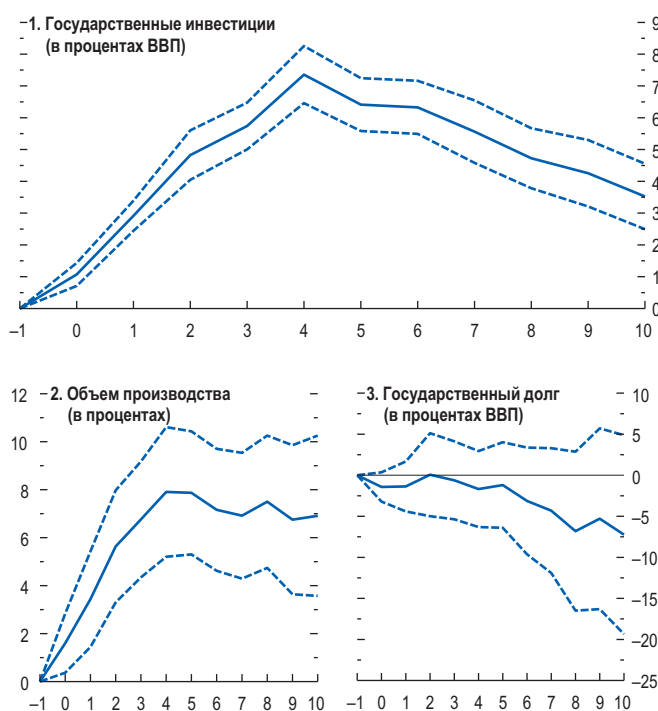 1. Государственные инвестиции
(в процентах ВВП)
9
8
7
6
5
4
3
2
1
0
–1 0 1 2 3 4 5 6 7 8 9 10
2. Объем производства
(в процентах)
12
10
8
6
4
2
0
–1 0 1 2 3 4 5 6 7 8 9 10
3. Государственный долг
(в процентах ВВП)
10
5
0
–5
–10
–15
–20
–25
–1 0 1 2 3 4 5 6 7 8 9 10